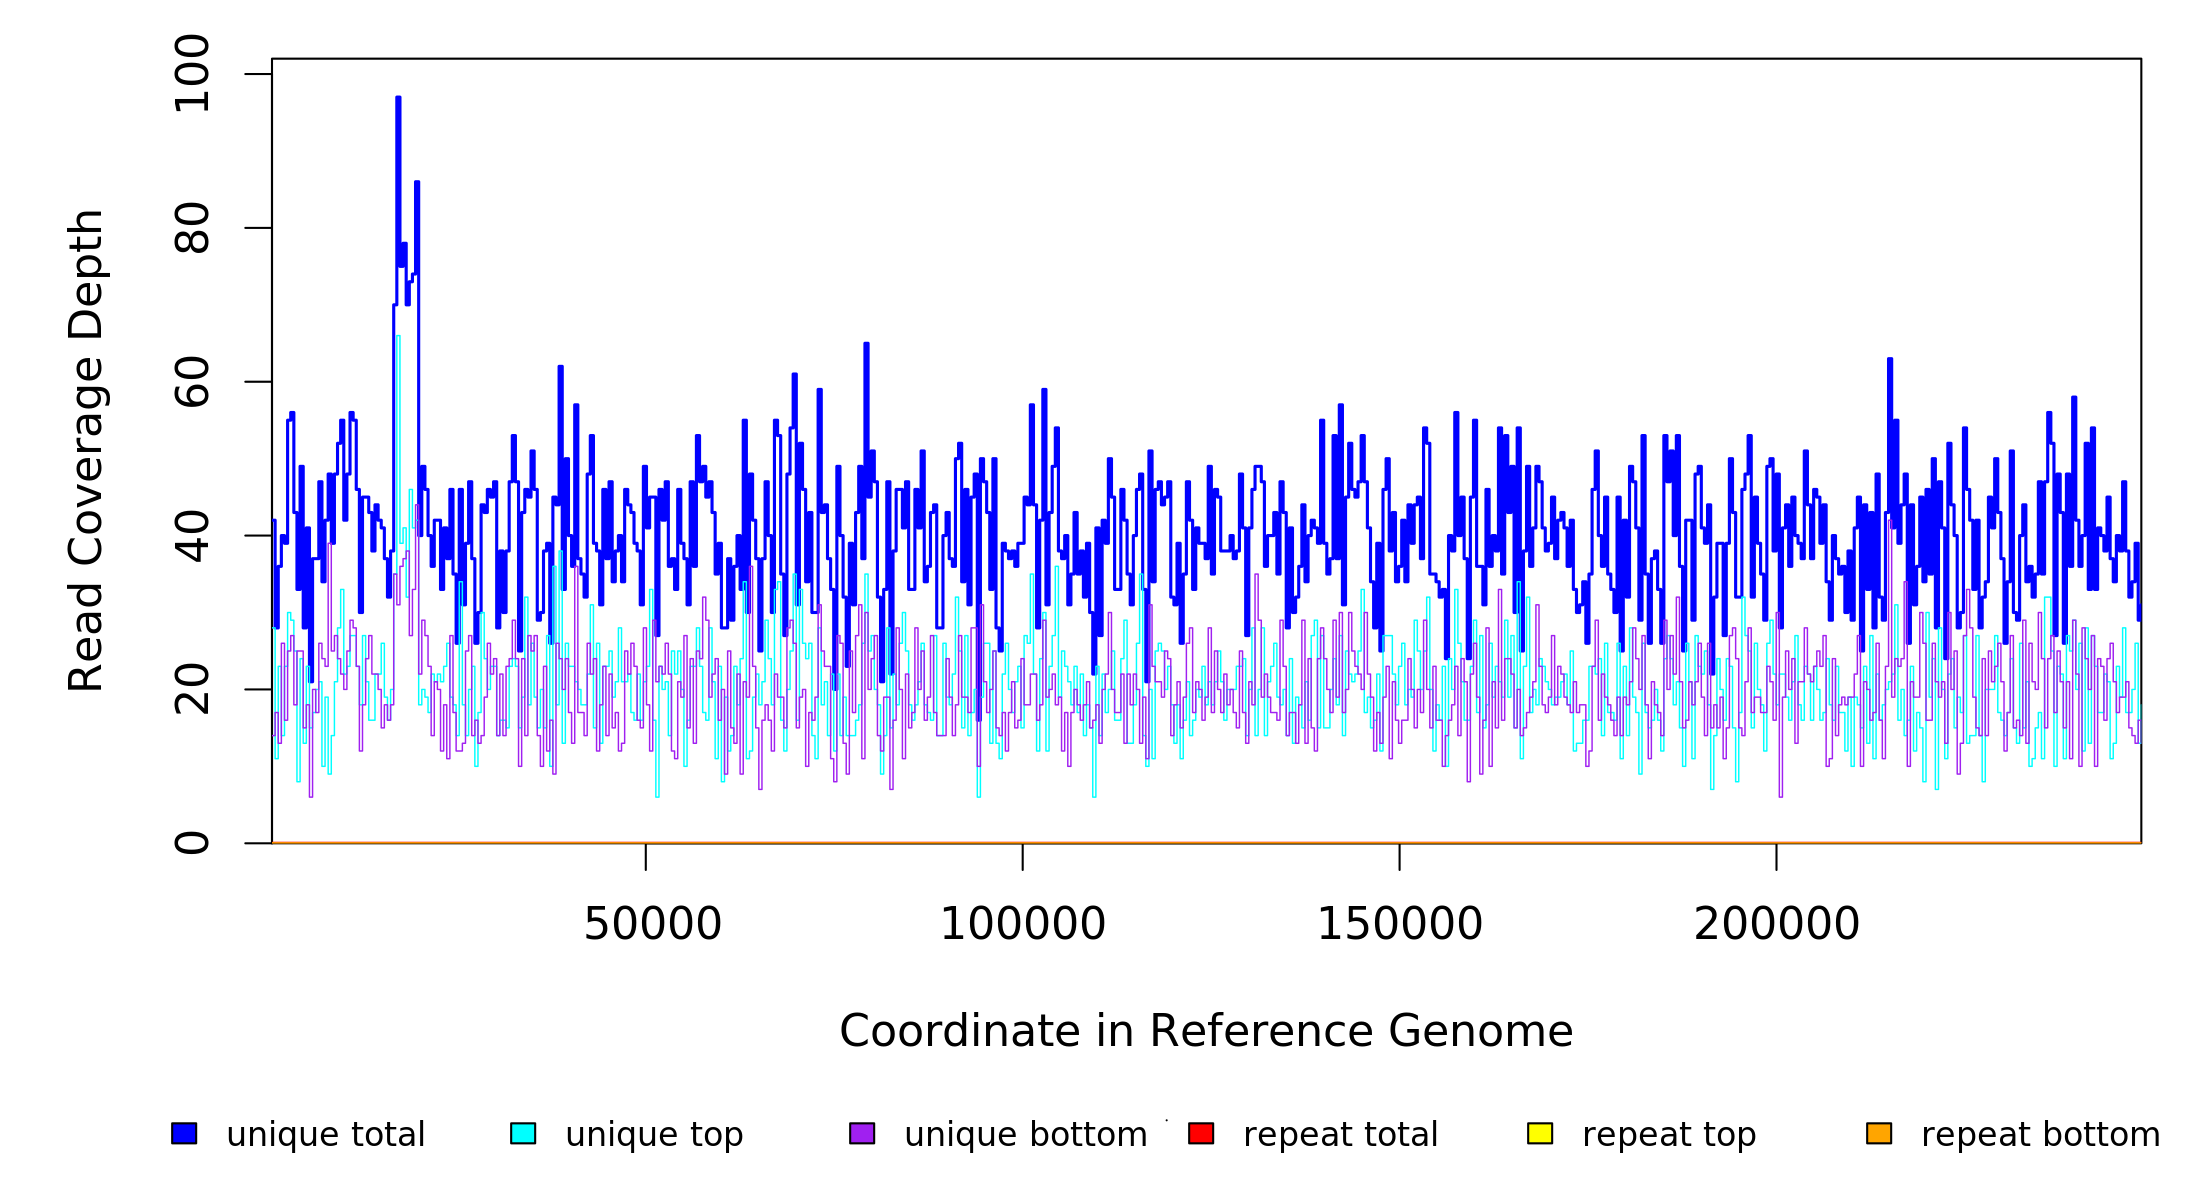 Read Coverage Depth
100
80
60
40
20
0
50000 100000 150000 200000
Coordinate in Reference Genome
unique total unique top unique bottom repeat total repeat top repeat bottom